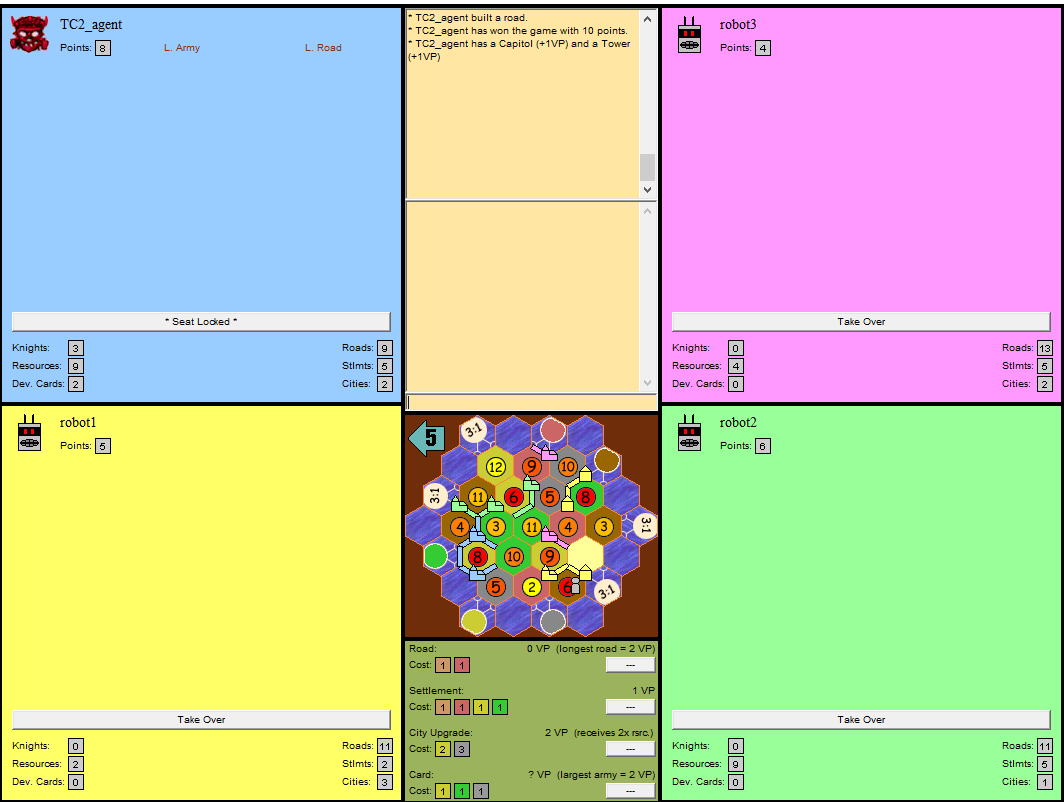 TC2_agent
Points: 8
L. Army
L. Road
* Seat Locked *
Knights: 3
Roads: 9
Resources: 9
Stlmts: 5
Dev. Cards: 2
Cities: 2
* TC2_agent built a road.
* TC2_agent has won the game with 10 points.
* TC2_agent has a Capitol (+1VP) and a Tower
(+1VP)
robot3
Points: 4
Take Over
Knights: 0
Roads: 13
Resources: 4
Stlmts: 5
Dev. Cards: 0
Cities: 2
robot1
Points: 5
Take Over
Knights: 0
Roads: 11
Resources: 2
Stlmts: 2
Dev. Cards: 0
Cities: 3
5
3:1
12 9 10
3:1
11 6 5 8
4 3 11 4 3
3:1
8 10 9
5 2 6
3:1
Road: 0 VP (longest road = 2 VP)
Cost: 1 1 ---
Settlement: 1 VP
Cost: 1 1 1 1 ---
City Upgrade: 2 VP (receives 2x rsrc.)
Cost: 2 3 ---
Card: ? VP (largest army = 2 VP)
Cost: 1 1 1 ---
robot2
Points: 6
Take Over
Knights: 0
Roads: 11
Resources: 9
Stlmts: 5
Dev. Cards: 0
Cities: 1